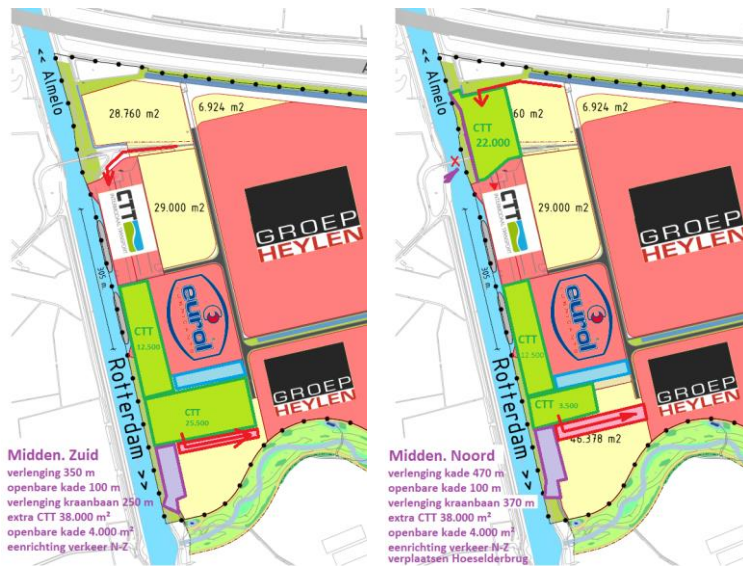 << Almelo
28.760 m2
6.924 m2
A
CTT
29.000 m2
GROEP
HEYLEN
305 m.
eurol
CTT
12.500
GROEP
HEYLEN
CTT
25.500
Rotterdam >>
Midden. Zuid
verlenging 350 m
openbare kade 100 m
verlenging kraanbaan 250 m
extra CTT 38.000 m²
openbare kade 4.000 m²
eenrichting verkeer N-Z
<< Almelo
60 m2
6.924 m2
A
CTT
22.000
CTT
29.000 m2
GROEP
HEYLEN
305 m.
eurol
CTT
12.500
GROEP
HEYLEN
CTT 3.500
46.378 m2
Rotterdam >>
Midden. Noord
verlenging kade 470 m
openbare kade 100 m
verlenging kraanbaan 370 m
extra CTT 38.000 m²
openbare kade 4.000 m²
eenrichting verkeer N-Z
verplaatsen Hoeselderbrug